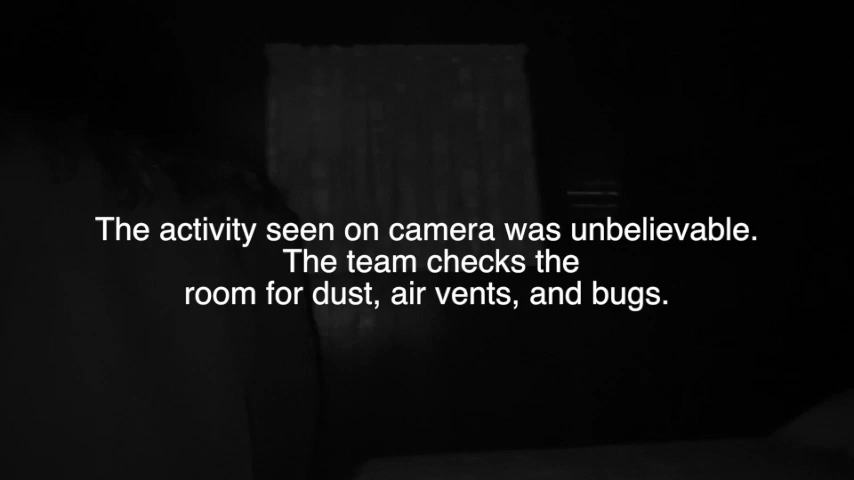 The activity seen on camera was unbelievable.
The team checks the
room for dust, air vents, and bugs.